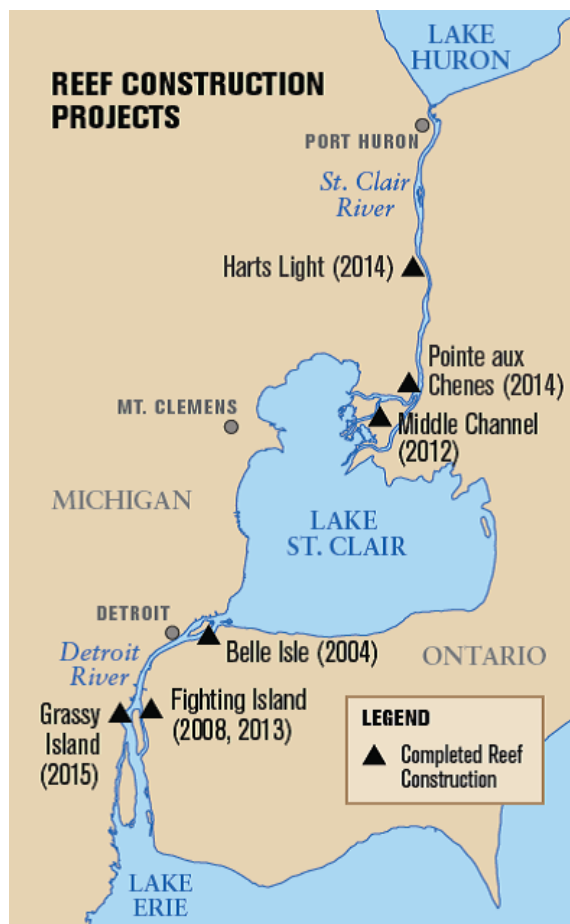 LAKE
HURON
REEF CONSTRUCTION
PROJECTS
PORT HURON
St. Clair
River
Harts Light (2014)
Pointe aux
Chenes (2014)
MT. CLEMENS
Middle Channel
(2012)
MICHIGAN
LAKE
ST. CLAIR
DETROIT
Belle Isle (2004)
ONTARIO
Detroit
River
Fighting Island
(2008, 2013)
Grassy
Island
(2015)
LEGEND
Completed Reef
Construction
LAKE
ERIE